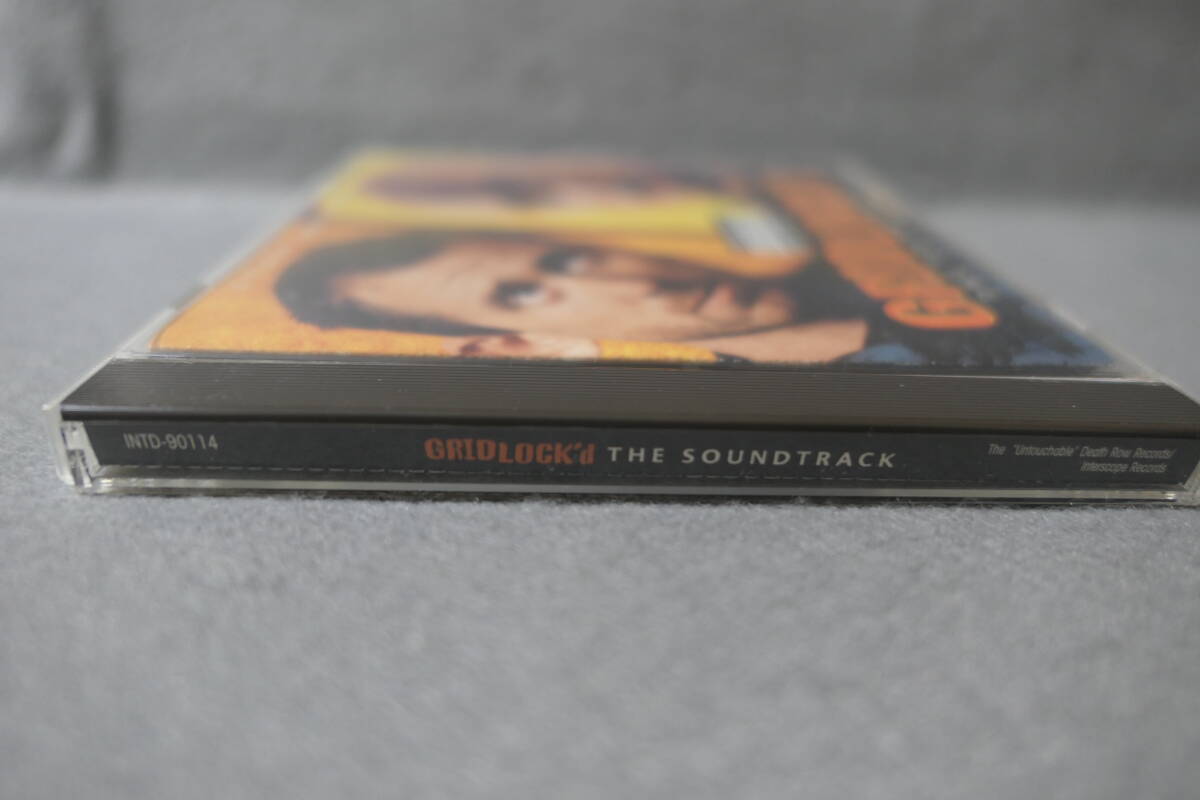 INTD-90114
GRIDLOCK'd THE SOUNDTRACK
The "Untouchable" Death Row Records/
Interscope Records